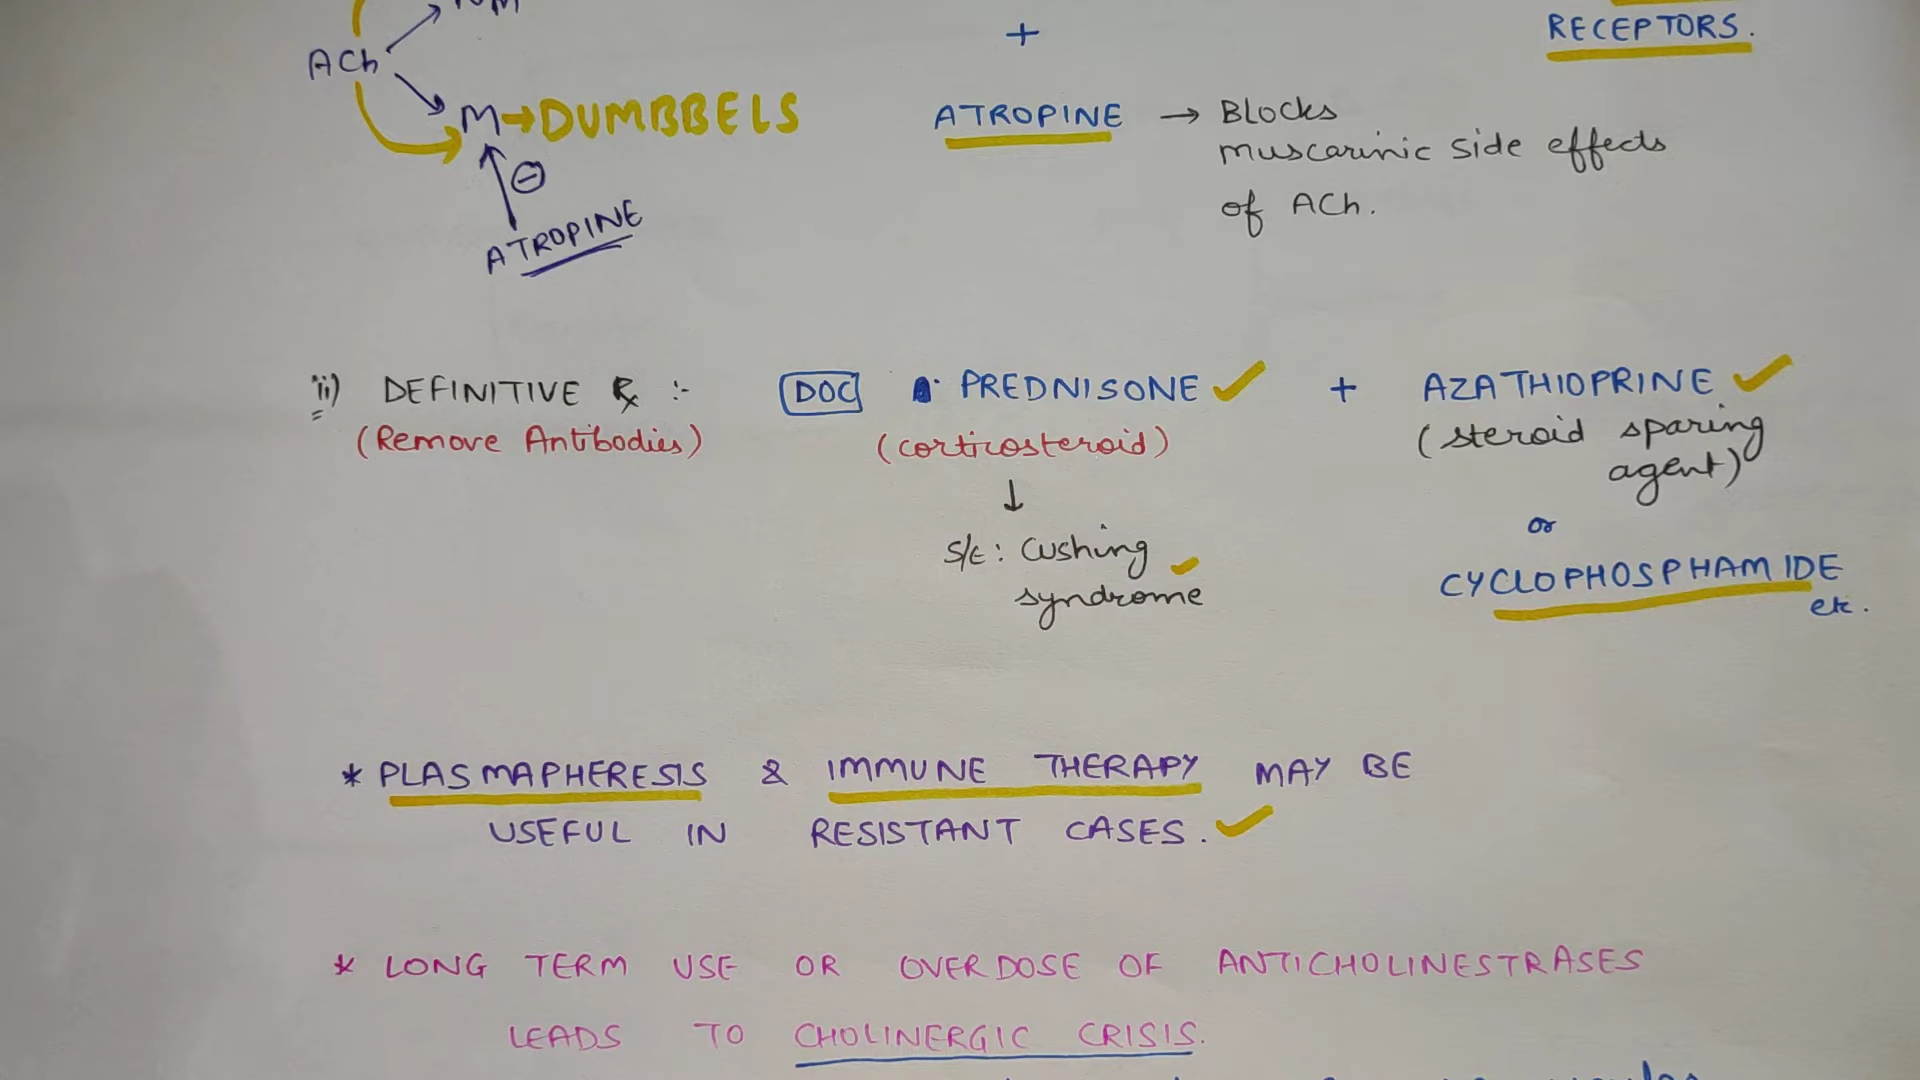 ACh
M → DUMBBELS
⊖
ATROPINE
+
RECEPTORS.
ATROPINE → Blocks
muscarinic side effects
of ACh.
ii) DEFINITIVE ℞ :- DOC PREDNISONE ✓ + AZATHIOPRINE ✓
(Remove Antibodies) (corticosteroid) (steroid sparing
agent)
↓
or
S/E : Cushing
syndrome
CYCLOPHOSPHAMIDE
etc.
* PLASMAPHERESIS & IMMUNE THERAPY MAY BE
USEFUL IN RESISTANT CASES. ✓
* LONG TERM USE OR OVERDOSE OF ANTICHOLINESTRASES
LEADS TO CHOLINERGIC CRISIS.